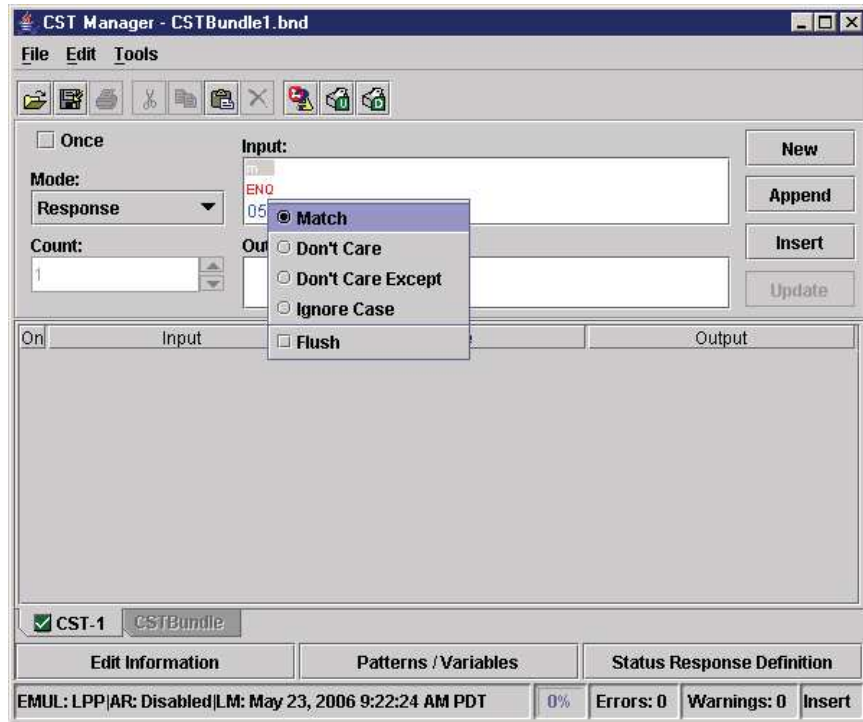 CST Manager - CSTBundle1.bnd
File Edit Tools
Once
Input:
New
Mode:
m
ENQ
Response
05
Append
Match
Count:
Out
Don't Care
Insert
1
Don't Care Except
Update
Ignore Case
On Input Output
Flush
CST-1 CSTBundle
Edit Information Patterns / Variables Status Response Definition
EMUL: LPP|AR: Disabled|LM: May 23, 2006 9:22:24 AM PDT 0% Errors: 0 Warnings: 0 Insert